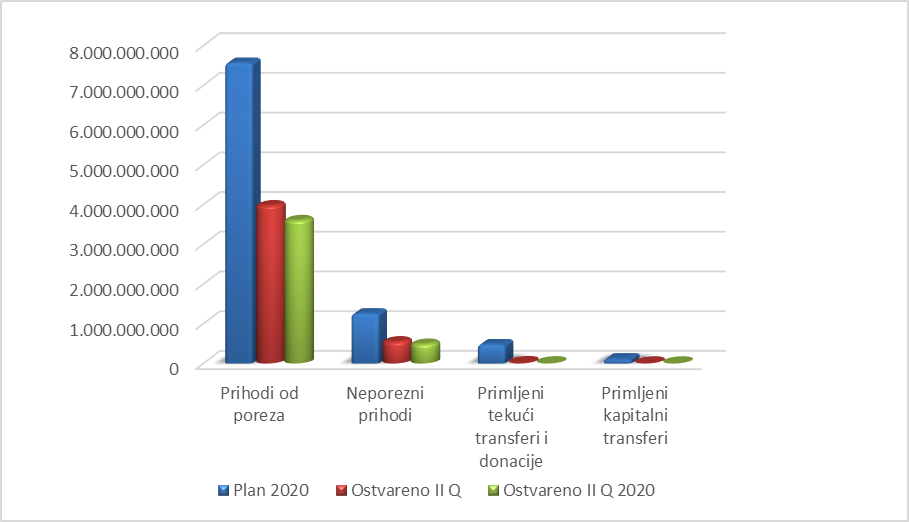 8.000.000.000
7.000.000.000
6.000.000.000
5.000.000.000
4.000.000.000
3.000.000.000
2.000.000.000
1.000.000.000
0
Prihodi od
poreza
Neporezni
prihodi
Primljeni
tekući
transferi i
donacije
Primljeni
kapitalni
transferi
Plan 2020
Ostvareno II Q
Ostvareno II Q 2020